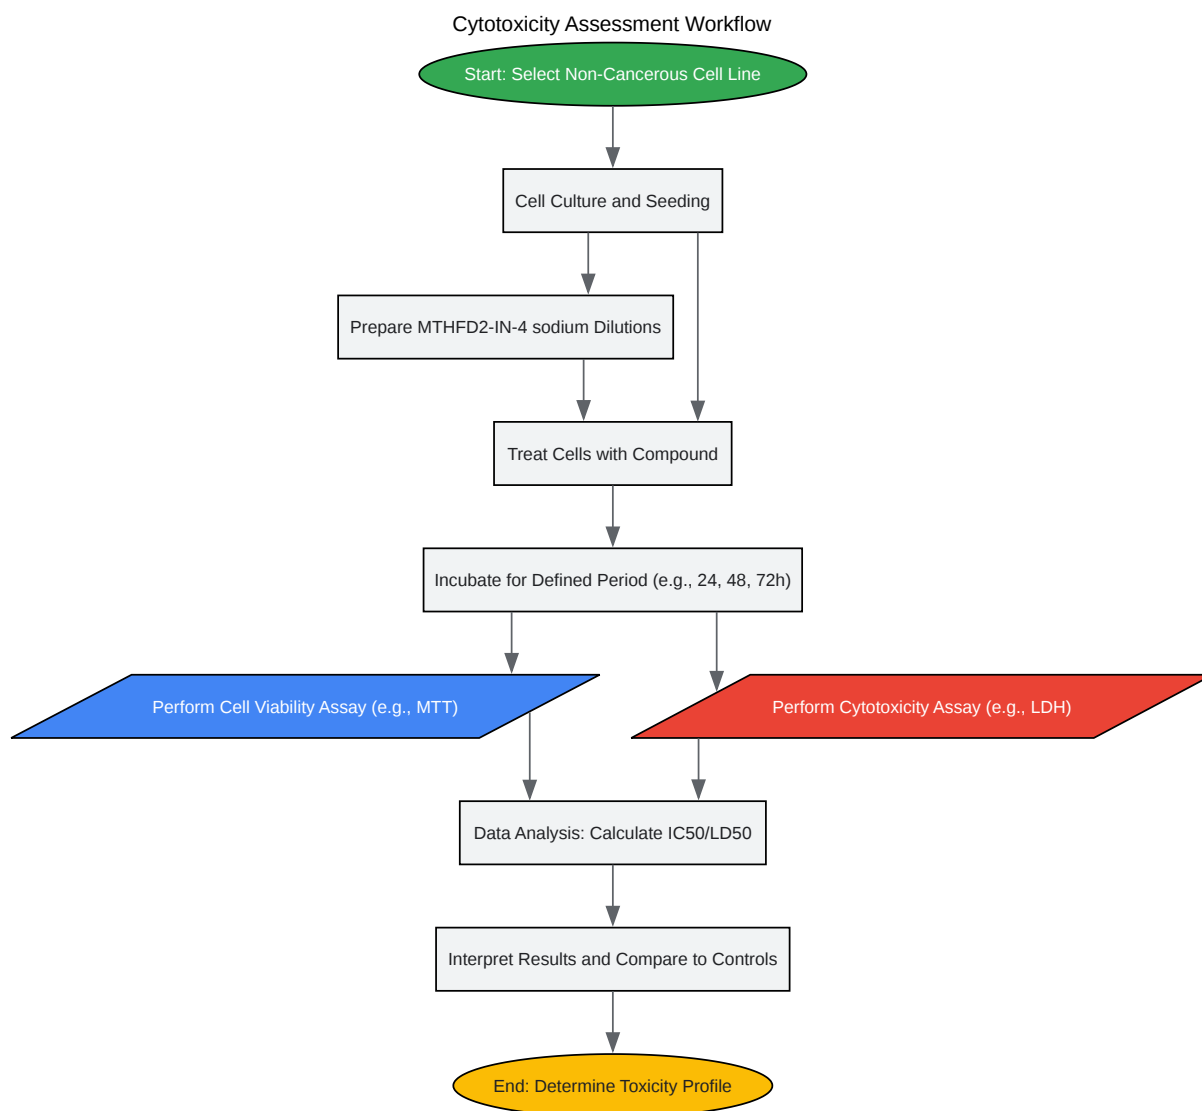 Cytotoxicity Assessment Workflow
Start: Select Non-Cancerous Cell Line
Cell Culture and Seeding
Prepare MTHFD2-IN-4 sodium Dilutions
Treat Cells with Compound
Incubate for Defined Period (e.g., 24, 48, 72h)
Perform Cell Viability Assay (e.g., MTT)
Perform Cytotoxicity Assay (e.g., LDH)
Data Analysis: Calculate IC50/LD50
Interpret Results and Compare to Controls
End: Determine Toxicity Profile